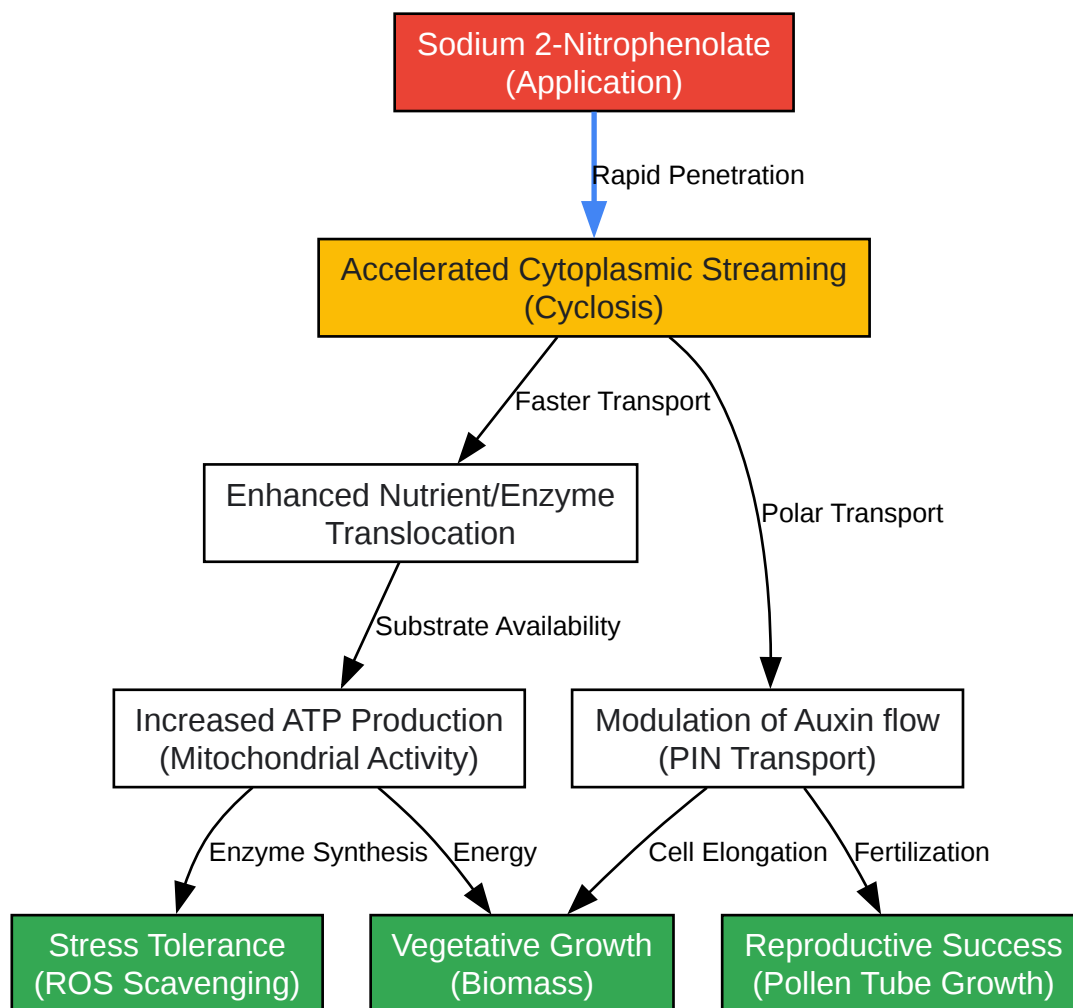 Sodium 2-Nitrophenolate
(Application)
Rapid Penetration
Accelerated Cytoplasmic Streaming
(Cyclosis)
Faster Transport
Enhanced Nutrient/Enzyme
Translocation
Polar Transport
Substrate Availability
Increased ATP Production
(Mitochondrial Activity)
Modulation of Auxin flow
(PIN Transport)
Enzyme Synthesis
Energy
Cell Elongation
Fertilization
Stress Tolerance
(ROS Scavenging)
Vegetative Growth
(Biomass)
Reproductive Success
(Pollen Tube Growth)